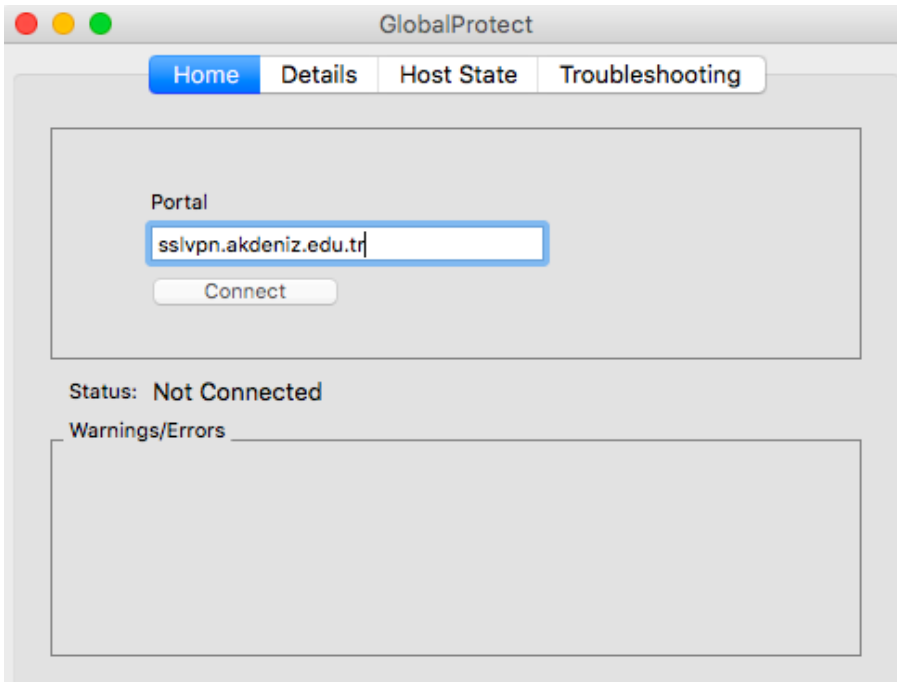 GlobalProtect
Home Details Host State Troubleshooting
Portal
sslvpn.akdeniz.edu.tr
Connect
Status: Not Connected
Warnings/Errors